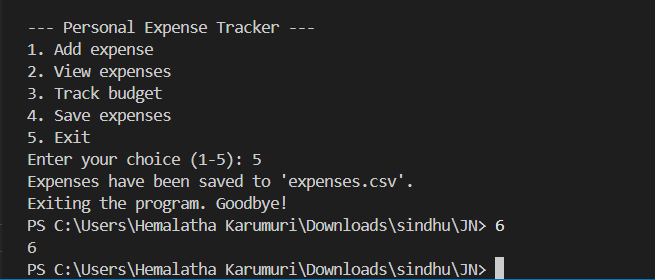 --- Personal Expense Tracker ---
1. Add expense
2. View expenses
3. Track budget
4. Save expenses
5. Exit
Enter your choice (1-5): 5
Expenses have been saved to 'expenses.csv'.
Exiting the program. Goodbye!
PS C:\Users\Hemalatha Karumuri\Downloads\sindhu\JN> 6
6
PS C:\Users\Hemalatha Karumuri\Downloads\sindhu\JN>